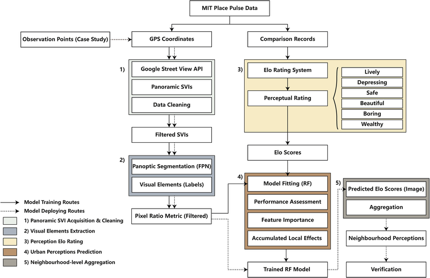 MIT Place Pulse Data
Observation Points (Case Study)
GPS Coordinates
Comparison Records
1)
Google Street View API
Panoramic SVIs
Data Cleaning
3)
Elo Rating System
Perceptual Rating
Lively
Depressing
Safe
Beautiful
Boring
Wealthy
Filtered SVIs
Elo Scores
2)
Panoptic Segmentation (FPN)
Visual Elements (Labels)
4)
Model Fitting (RF)
Performance Assessment
Feature Importance
Accumulated Local Effects
5)
Predicted Elo Scores (Image)
Aggregation
Pixel Ratio Metric (Filtered)
Neighbourhood Perceptions
Trained RF Model
Verification
Model Training Routes
Model Deploying Routes
1) Panoramic SVI Acquisition & Cleaning
2) Visual Elements Extraction
3) Perception Elo Rating
4) Urban Perceptions Prediction
5) Neighbourhood-level Aggregation